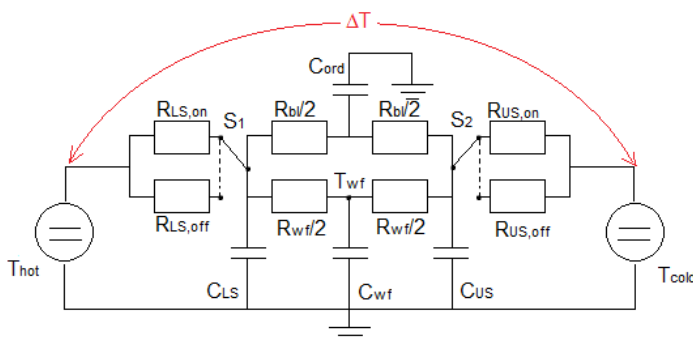 ΔT
Cord
RLS,on
S1
Rbl/2
Rbl/2
S2
RUS,on
Twf
RLS,off
Rwf/2
Rwf/2
RUS,off
Thot
Tcold
CLS
Cwf
CUS